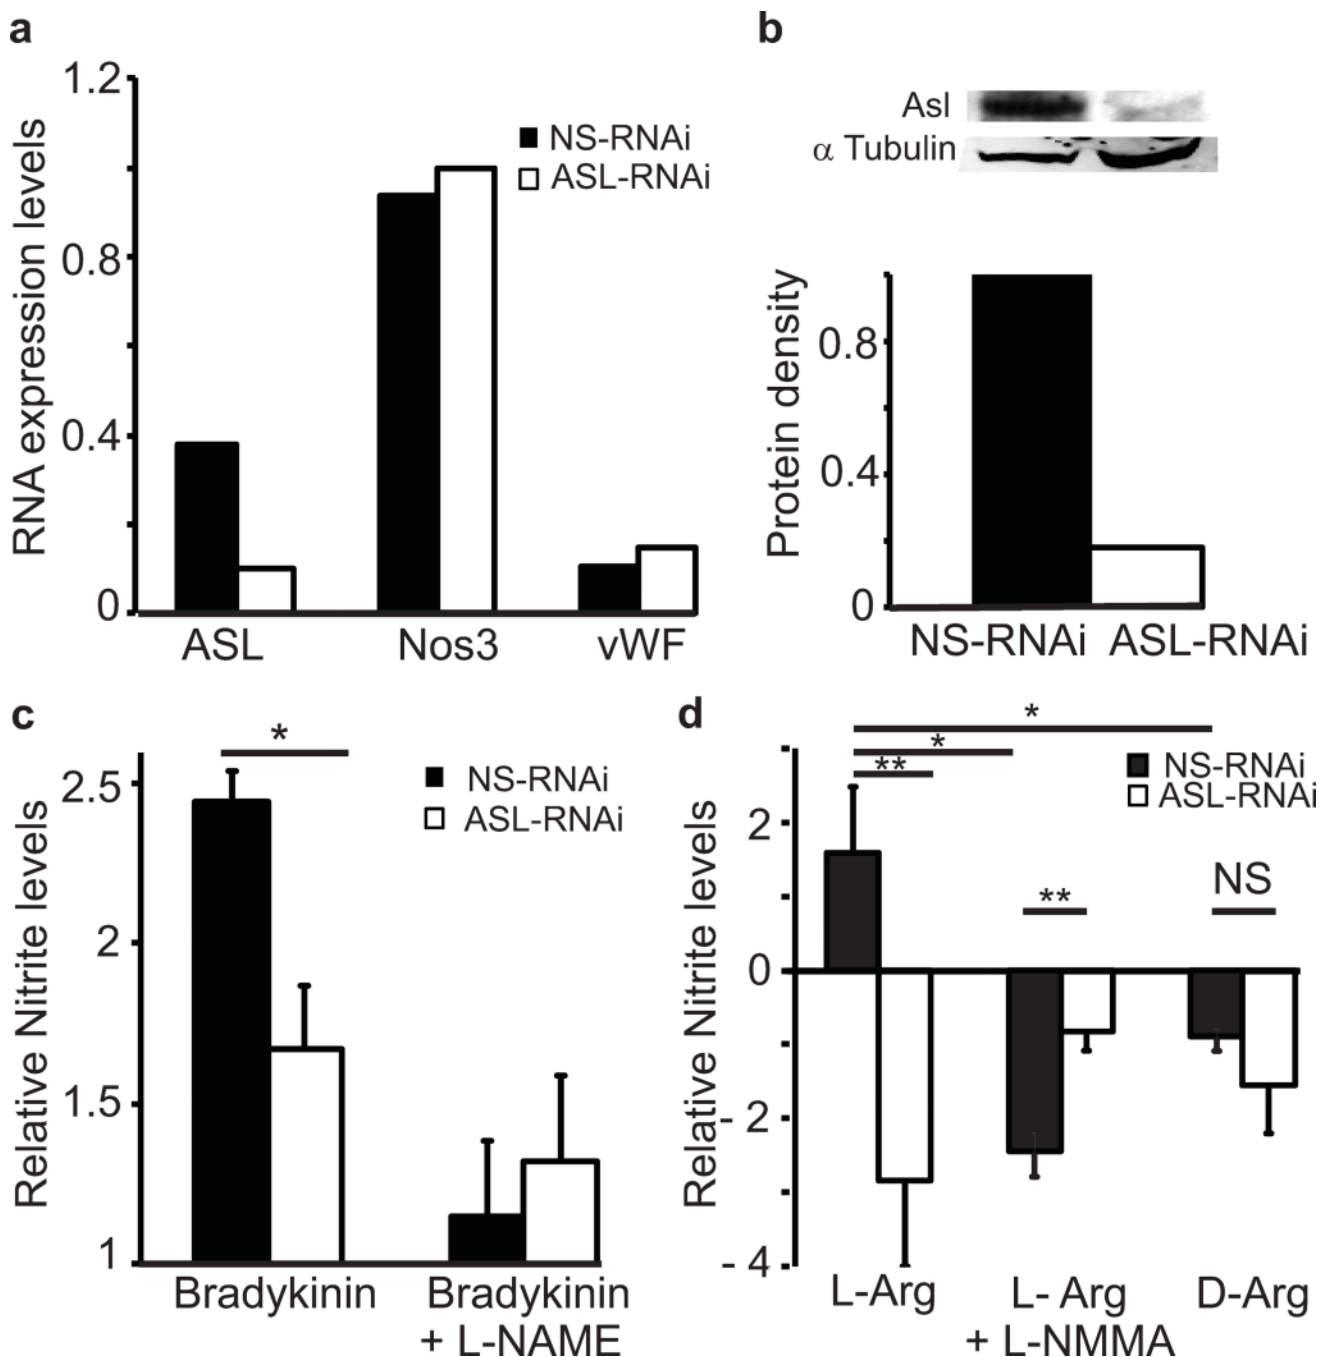 a
RNA expression levels
1.2
0.8
0.4
0
NS-RNAi
ASL-RNAi
ASL Nos3 vWF
b
Asl
α Tubulin
Protein density
0.8
0.4
0
NS-RNAi ASL-RNAi
c
Relative Nitrite levels
2.5
2
1.5
1
*
NS-RNAi
ASL-RNAi
Bradykinin Bradykinin
+ L-NAME
d
Relative Nitrite levels
2
0
- 2
- 4
*
*
**
**
NS
NS-RNAi
ASL-RNAi
L-Arg L- Arg D-Arg
+ L-NMMA